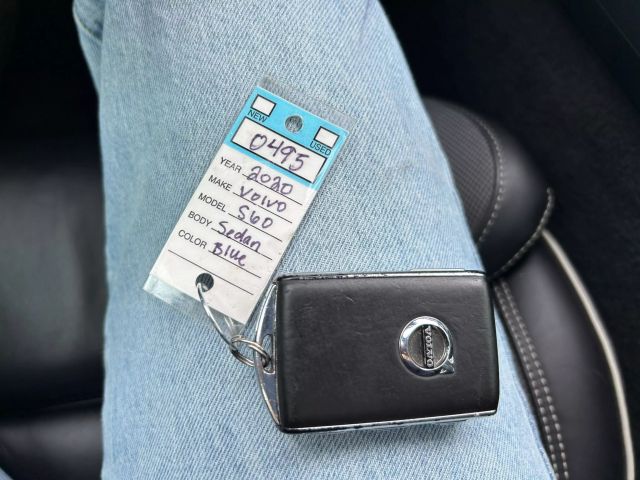 NEW
USED
0495
YEAR 2020
MAKE Volvo
MODEL S60
BODY Sedan
COLOR Blue
VOLVO